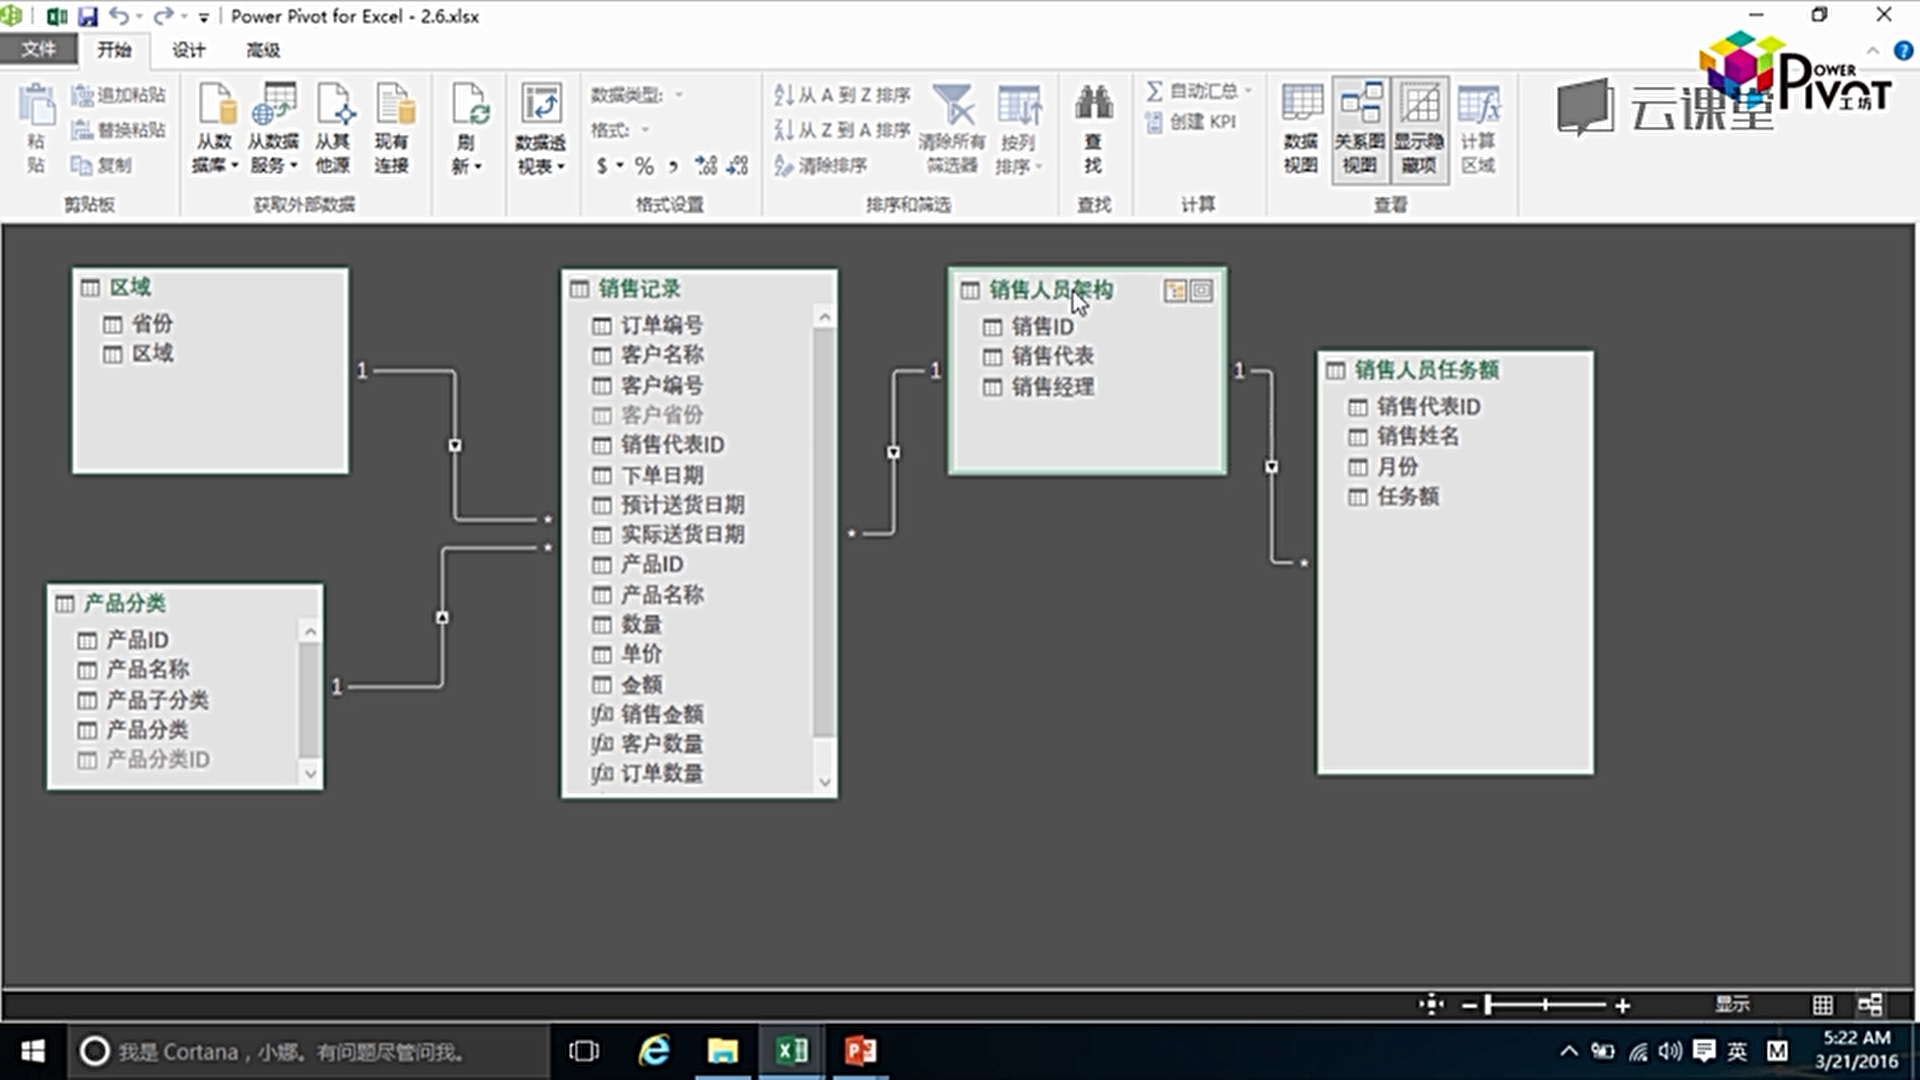 Power Pivot for Excel - 2.6.xlsx
文件 开始 设计 高级
粘贴
追加粘贴
替换粘贴
复制
剪贴板
从数据库
从数据服务
从其他源
现有连接
获取外部数据
刷新
数据透视表
数据类型:
格式:
$ % ,
格式设置
从 A 到 Z 排序
从 Z 到 A 排序
清除排序
清除所有筛选器
按列排序
排序和筛选
查找
查找
自动汇总
创建 KPI
计算
数据视图
关系图视图
显示隐藏项
计算区域
查看
云课堂
POWER
PIVOT
工坊
区域
省份
区域
产品分类
产品ID
产品名称
产品子分类
产品分类
产品分类ID
销售记录
订单编号
客户名称
客户编号
客户省份
销售代表ID
下单日期
预计送货日期
实际送货日期
产品ID
产品名称
数量
单价
金额
销售金额
客户数量
订单数量
销售人员架构
销售ID
销售代表
销售经理
销售人员任务额
销售代表ID
销售姓名
月份
任务额
1
*
*
1
1
*
1
*
显示
我是 Cortana，小娜。有问题尽管问我。
英
M
5:22 AM
3/21/2016